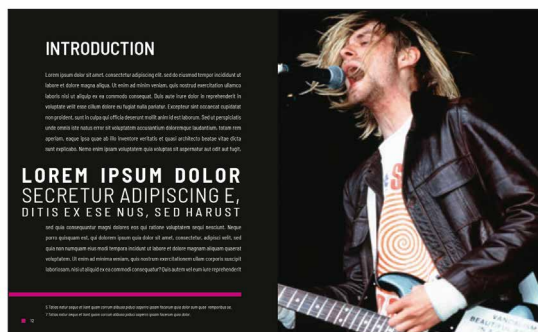 INTRODUCTION
Lorem ipsum dolor sit amet, consectetur adipiscing elit, sed do eiusmod tempor incididunt ut
labore et dolore magna aliqua. Ut enim ad minim veniam, quis nostrud exercitation ullamco
laboris nisi ut aliquip ex ea commodo consequat. Duis aute irure dolor in reprehenderit in
voluptate velit esse cillum dolore eu fugiat nulla pariatur. Excepteur sint occaecat cupidatat
non proident, sunt in culpa qui officia deserunt mollit anim id est laborum. Sed ut perspiciatis
unde omnis iste natus error sit voluptatem accusantium doloremque laudantium, totam rem
aperiam, eaque ipsa quae ab illo inventore veritatis et quasi architecto beatae vitae dicta
sunt explicabo. Nemo enim ipsam voluptatem quia voluptas sit aspernatur aut odit aut fugit,
LOREM IPSUM DOLOR
SECRETUR ADIPISCING E,
DITIS EX ESE NUS, SED HARUST
sed quia consequuntur magni dolores eos qui ratione voluptatem sequi nesciunt. Neque
porro quisquam est, qui dolorem ipsum quia dolor sit amet, consectetur, adipisci velit, sed
quia non numquam eius modi tempora incidunt ut labore et dolore magnam aliquam quaerat
voluptatem. Ut enim ad minima veniam, quis nostrum exercitationem ullam corporis suscipit
laboriosam, nisi ut aliquid ex ea commodi consequatur? Quis autem vel eum iure reprehenderit
12
VANDALISM
BEAUTIFUL